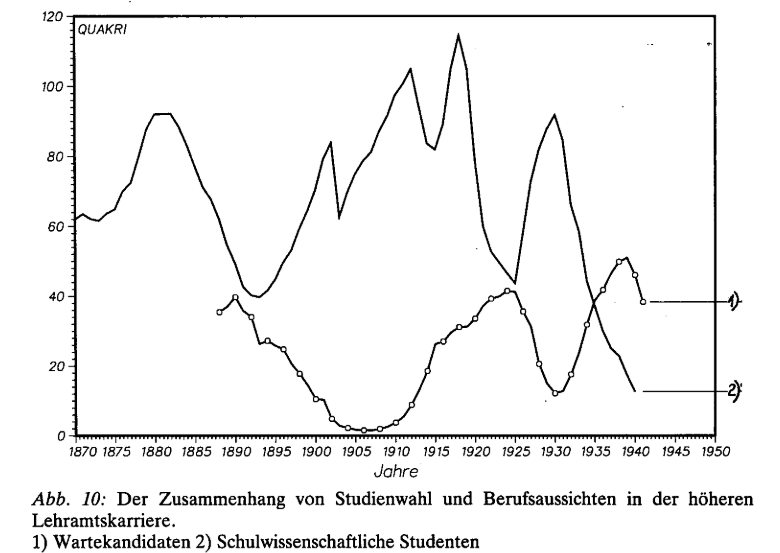 120
QUAKRI
100
80
60
40
1)
20
2)
0
1870 1875 1880 1885 1890 1895 1900 1905 1910 1915 1920 1925 1930 1935 1940 1945 1950
Jahre
Abb. 10: Der Zusammenhang von Studienwahl und Berufsaussichten in der höheren
Lehramtskarriere.
1) Wartekandidaten 2) Schulwissenschaftliche Studenten